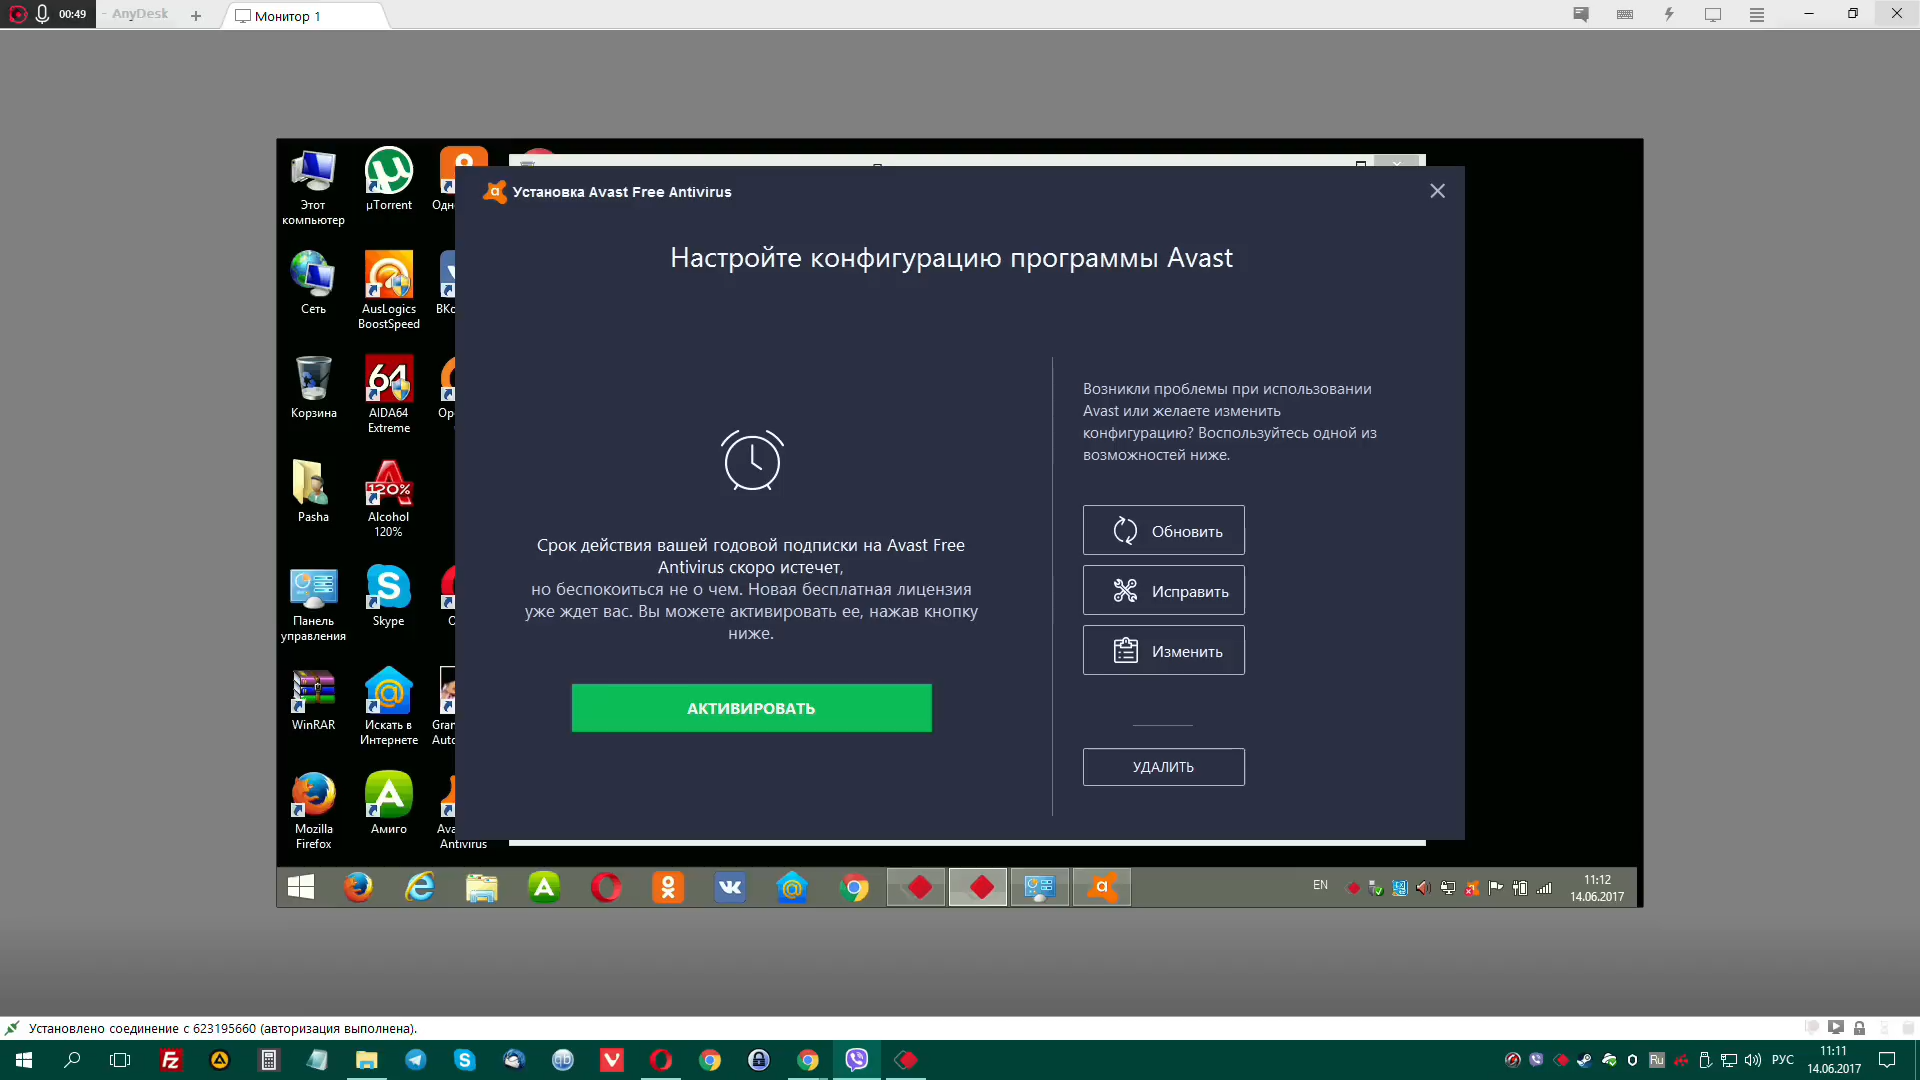 00:49
- AnyDesk
Монитор 1
Этот
компьютер
µTorrent
Сеть
AusLogics
BoostSpeed
64
Корзина
AIDA64
Extreme
120%
Pasha
Alcohol
120%
Панель
управления
Skype
WinRAR
Искать в
Интернете
Mozilla
Firefox
Амиго
Antivirus
Установка Avast Free Antivirus
Настройте конфигурацию программы Avast
Срок действия вашей годовой подписки на Avast Free
Antivirus скоро истечет,
но беспокоиться не о чем. Новая бесплатная лицензия
уже ждет вас. Вы можете активировать ее, нажав кнопку
ниже.
АКТИВИРОВАТЬ
Возникли проблемы при использовании
Avast или желаете изменить
конфигурацию? Воспользуйтесь одной из
возможностей ниже.
Обновить
Исправить
Изменить
УДАЛИТЬ
EN
11:12
14.06.2017
Установлено соединение с 623195660 (авторизация выполнена).
Fz
qb
Ru
РУС
11:11
14.06.2017